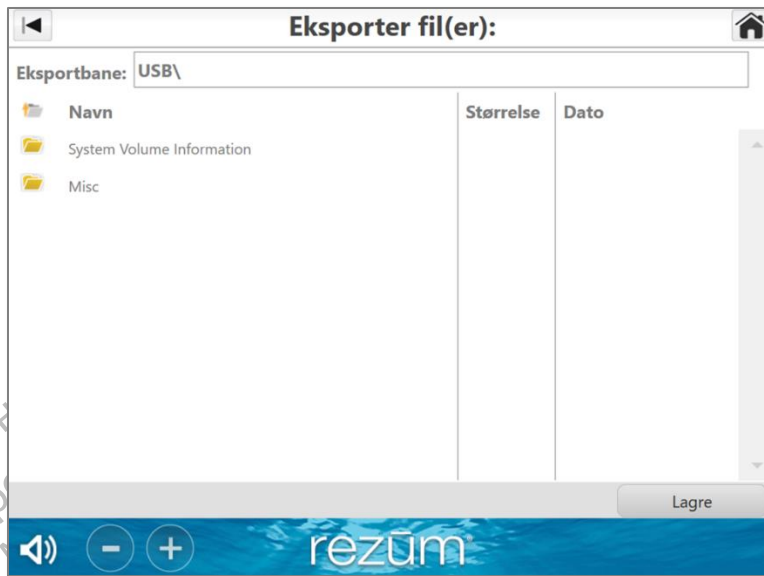 Eksporter fil(er):
Eksportbane: USB\
Navn Størrelse Dato
System Volume Information
Misc
Lagre
rezūm